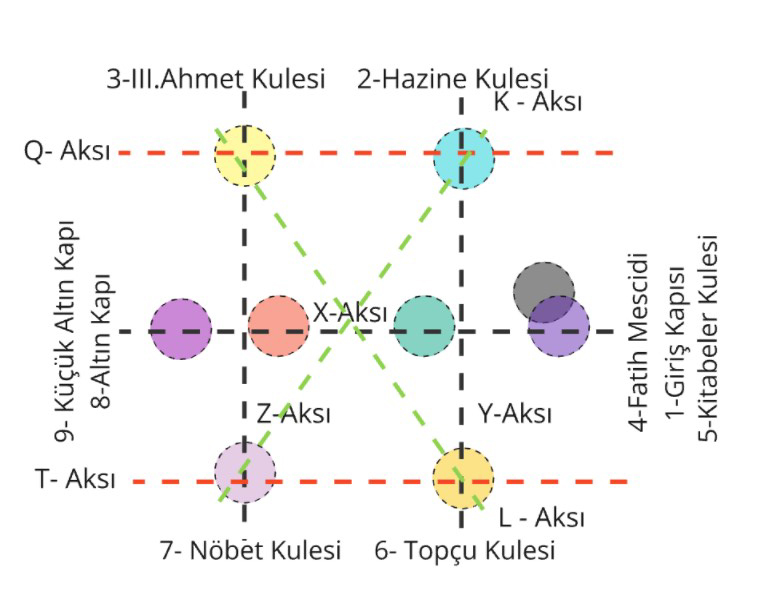 3-III.Ahmet Kulesi
2-Hazine Kulesi
K - Aksı
Q- Aksı
9- Küçük Altın Kapı
8-Altın Kapı
X-Aksı
4-Fatih Mescidi
1-Giriş Kapısı
5-Kitabeler Kulesi
Z-Aksı
Y-Aksı
T- Aksı
L - Aksı
7- Nöbet Kulesi
6- Topçu Kulesi